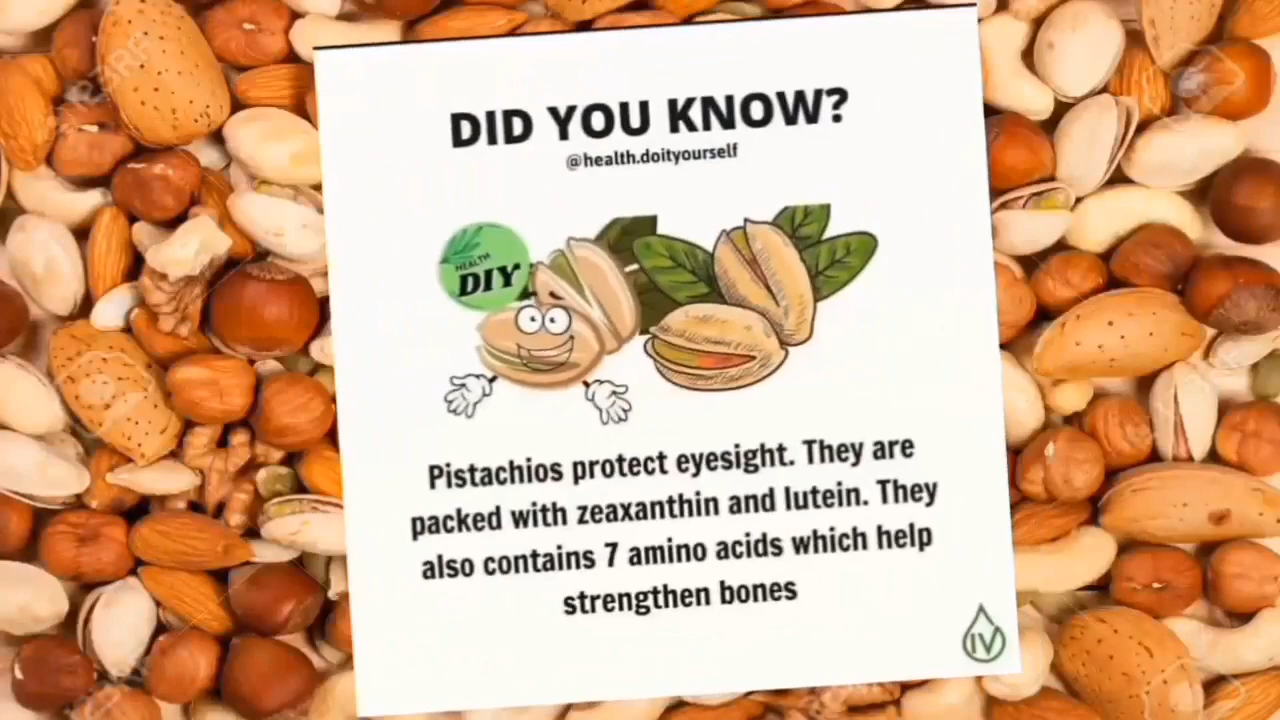 DID YOU KNOW?
@health.doityourself
HEALTH
DIY
Pistachios protect eyesight. They are
packed with zeaxanthin and lutein. They
also contains 7 amino acids which help
strengthen bones
IV